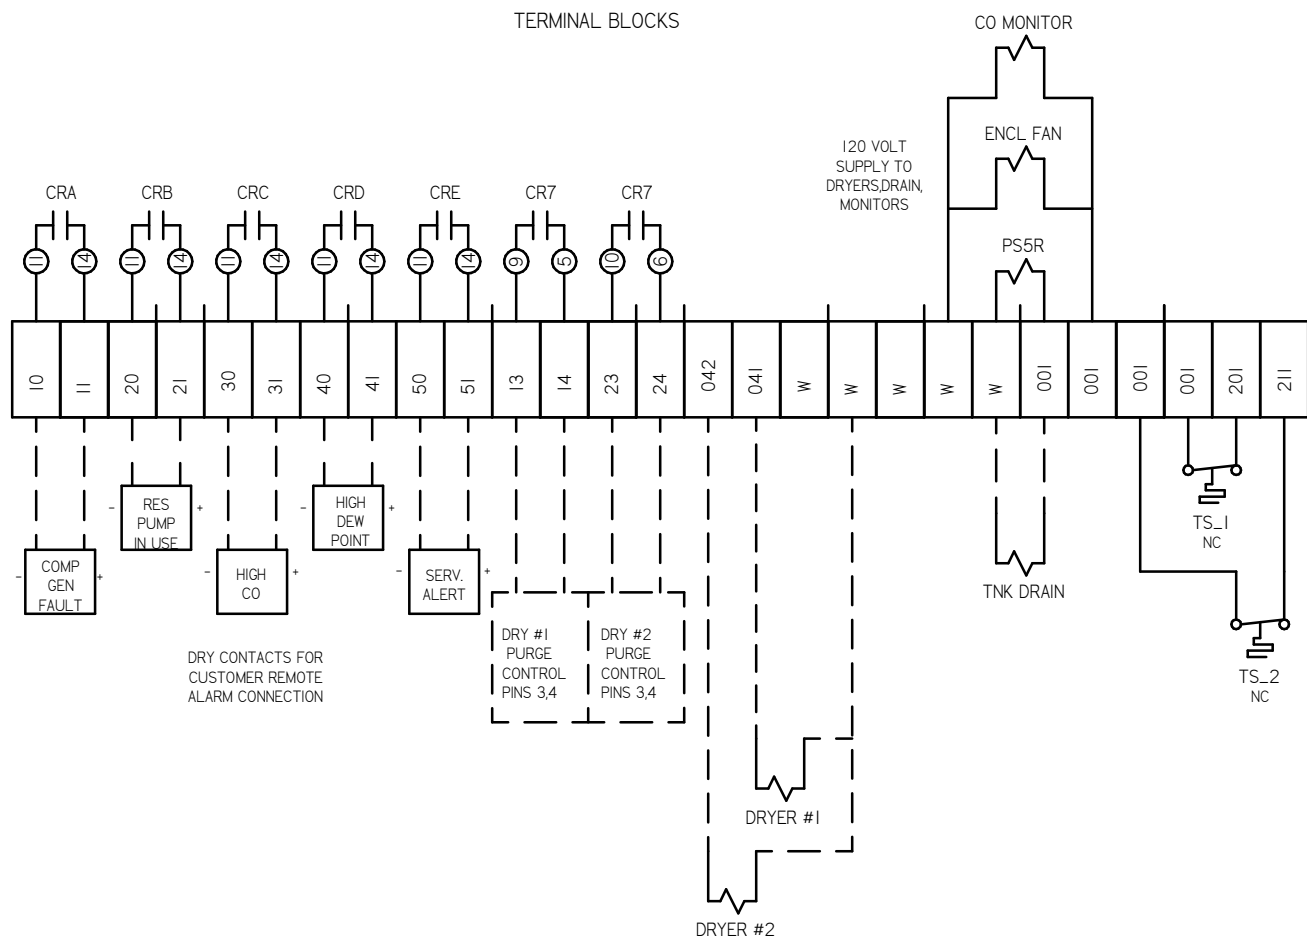 TERMINAL BLOCKS
CO MONITOR
ENCL FAN
120 VOLT
SUPPLY TO
DRYERS,DRAIN,
MONITORS
PS5R
CRA CRB CRC CRD CRE CR7 CR7
11 14 11 14 11 14 11 14 11 14 9 5 10 6
10 11 20 21 30 31 40 41 50 51 13 14 23 24 042 041 W W W W W 001 001 001 001 201 211
- RES +
PUMP
IN USE
- HIGH +
DEW
POINT
TS_1
NC
- COMP +
GEN
FAULT
- HIGH +
CO
- SERV. +
ALERT
TNK DRAIN
DRY #1
PURGE
CONTROL
PINS 3,4
DRY #2
PURGE
CONTROL
PINS 3,4
DRY CONTACTS FOR
CUSTOMER REMOTE
ALARM CONNECTION
TS_2
NC
DRYER #1
DRYER #2